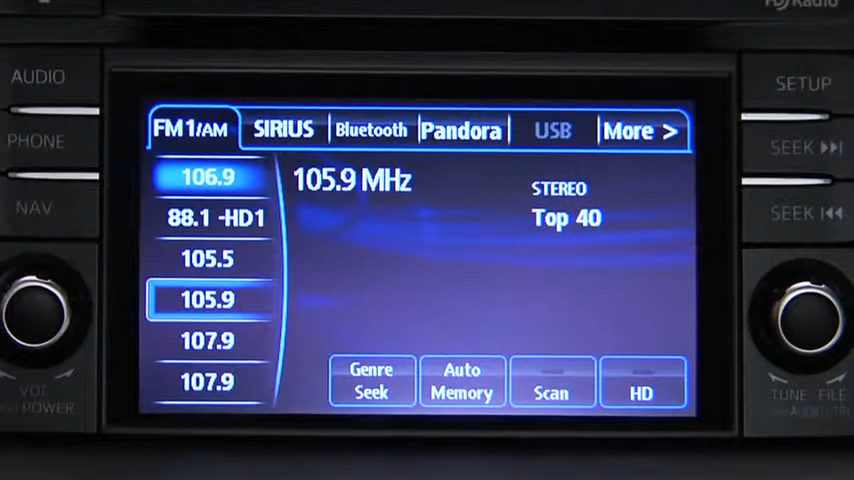 HD Radio
AUDIO
PHONE
NAV
VOL
POWER
FM1/AM
SIRIUS
Bluetooth
Pandora
USB
More >
106.9
88.1 -HD1
105.5
105.9
107.9
107.9
105.9 MHz
STEREO
Top 40
Genre
Seek
Auto
Memory
Scan
HD
SETUP
SEEK
SEEK
TUNE FILE